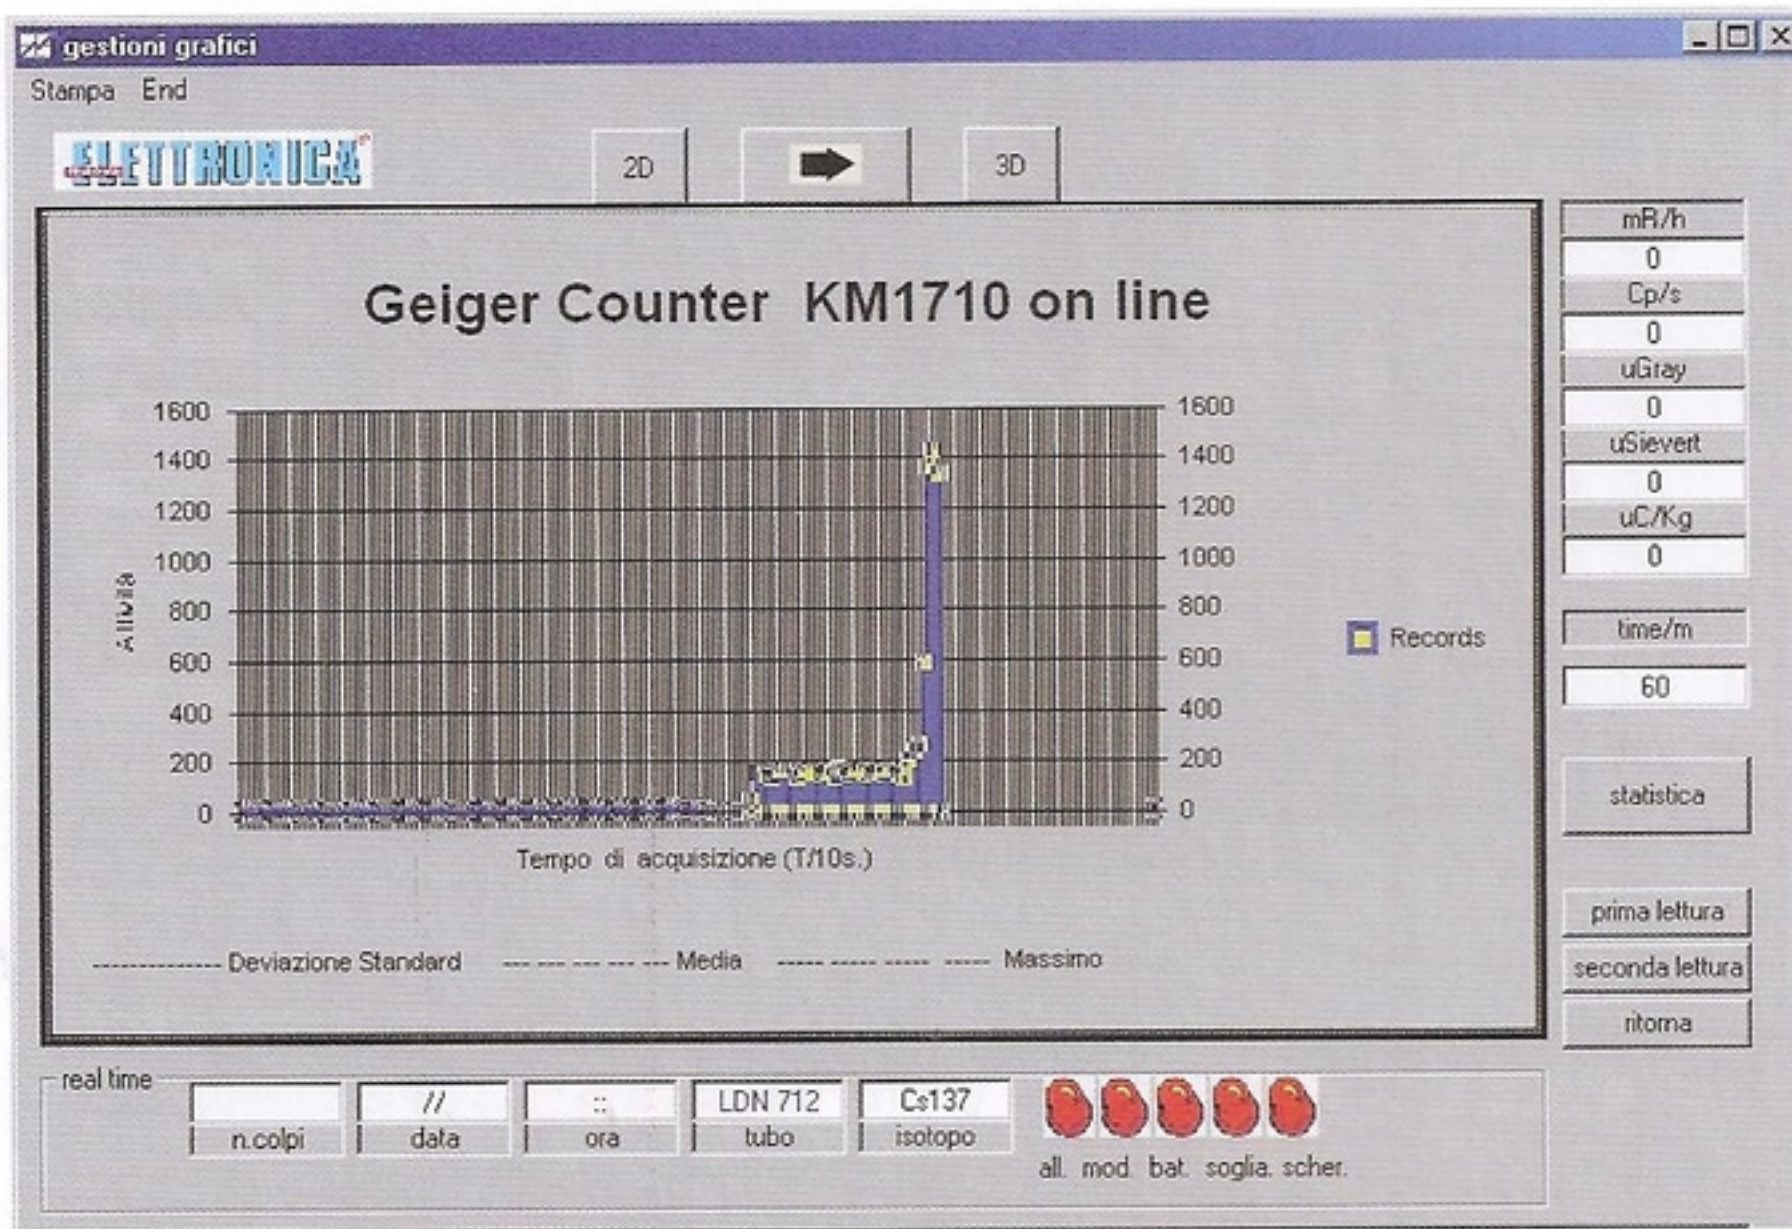 gestioni grafici
Stampa End
ELETTRONICA
2D
3D
Geiger Counter KM1710 on line
1600
1400
1200
1000
800
600
400
200
0
Attività
1600
1400
1200
1000
800
600
400
200
0
Tempo di acquisizione (T/10s.)
Records
Deviazione Standard Media Massimo
mR/h
0
Cp/s
0
uGray
0
uSievert
0
uC/Kg
0
time/m
60
statistica
prima lettura
seconda lettura
ritorna
real time
// :: LDN 712 Cs137
n.colpi data ora tubo isotopo
all. mod. bat. soglia. scher.